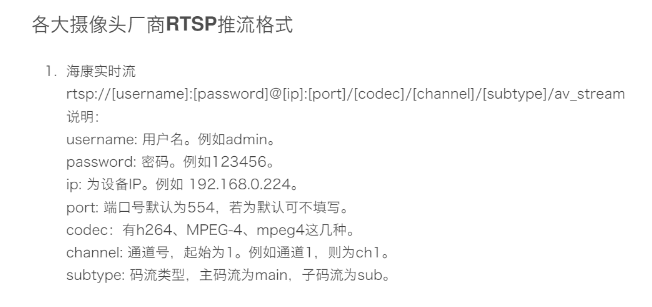 各大摄像头厂商RTSP推流格式
1. 海康实时流
rtsp://[username]:[password]@[ip]:[port]/[codec]/[channel]/[subtype]/av_stream
说明：
username: 用户名。例如admin。
password: 密码。例如123456。
ip: 为设备IP。例如 192.168.0.224。
port: 端口号默认为554，若为默认可不填写。
codec：有h264、MPEG-4、mpeg4这几种。
channel: 通道号，起始为1。例如通道1，则为ch1。
subtype: 码流类型，主码流为main，子码流为sub。